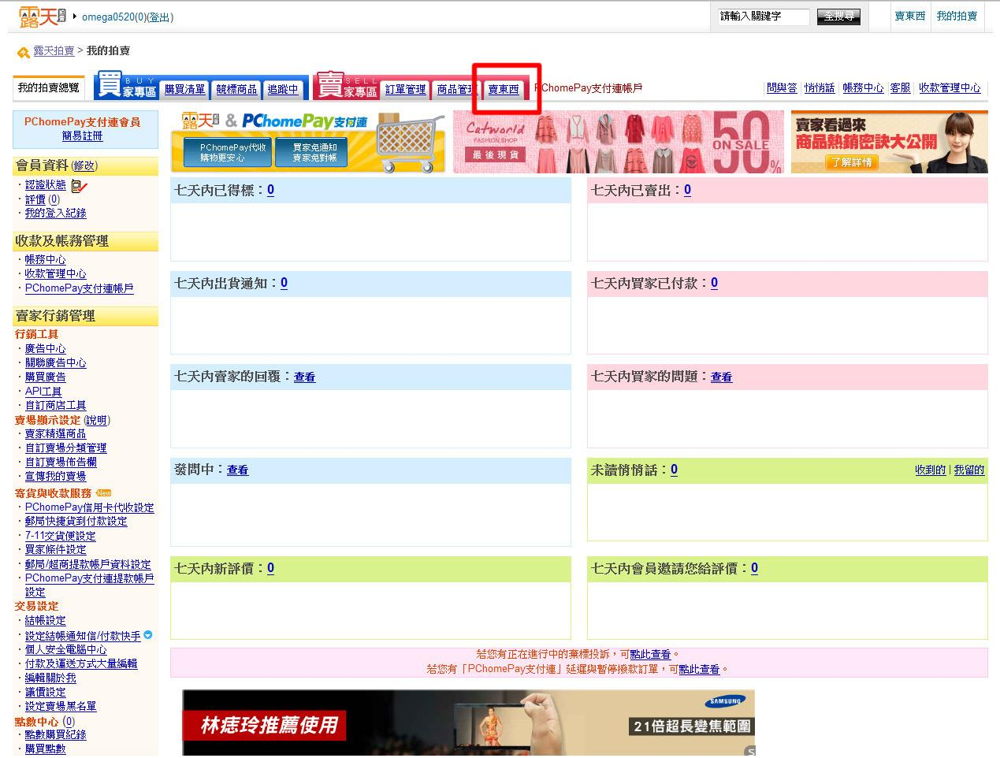 露天 omega0520(0)(登出)
請輸入關鍵字 全搜尋 賣東西 我的拍賣
露天拍賣 > 我的拍賣
我的拍賣總覽 買 BUY 家專區 購買清單 競標商品 追蹤中 賣 SELL 家專區 訂單管理 商品管理 賣東西 PChomePay支付連帳戶 問與答 悄悄話 帳務中心 客服 收款管理中心
PChomePay支付連會員
簡易註冊
露天 & PChomePay支付連
PChomePay代收
購物更安心
買家免通知
賣家免對帳
Catworld
FASHION SHOP
最後現貨
50%
ON SALE
賣家看過來
商品熱銷密訣大公開
了解詳情
會員資料 (修改)
· 認證狀態
· 評價 (0)
· 我的登入紀錄
收款及帳務管理
· 帳務中心
· 收款管理中心
· PChomePay支付連帳戶
賣家行銷管理
行銷工具
· 廣告中心
· 關聯廣告中心
· 購買廣告
· API工具
· 自訂商店工具
賣場顯示設定 (說明)
· 賣家精選商品
· 自訂賣場分類管理
· 自訂賣場佈告欄
· 宣傳我的賣場
寄貨與收款服務 New
· PChomePay信用卡代收設定
· 郵局快捷貨到付款設定
· 7-11交貨便設定
· 買家條件設定
· 郵局/超商提款帳戶資料設定
· PChomePay支付連提款帳戶
設定
交易設定
· 結帳設定
· 設定結帳通知信/付款快手
· 個人安全電腦中心
· 付款及運送方式大量編輯
· 編輯關於我
· 議價設定
· 設定賣場黑名單
點數中心 (0)
· 點數購買紀錄
· 購買點數
七天內已得標：0
七天內已賣出：0
七天內出貨通知：0
七天內買家已付款：0
七天內賣家的回覆：查看
七天內買家的問題：查看
發問中：查看
未讀悄悄話：0 收到的 | 我留的
七天內新評價：0
七天內會員邀請您給評價：0
若您有正在進行中的棄標投訴，可點此查看。
若您有「PChomePay支付連」延遲與暫停撥款訂單，可點此查看。
林痣玲推薦使用
SAMSUNG
21倍超長變焦範圍